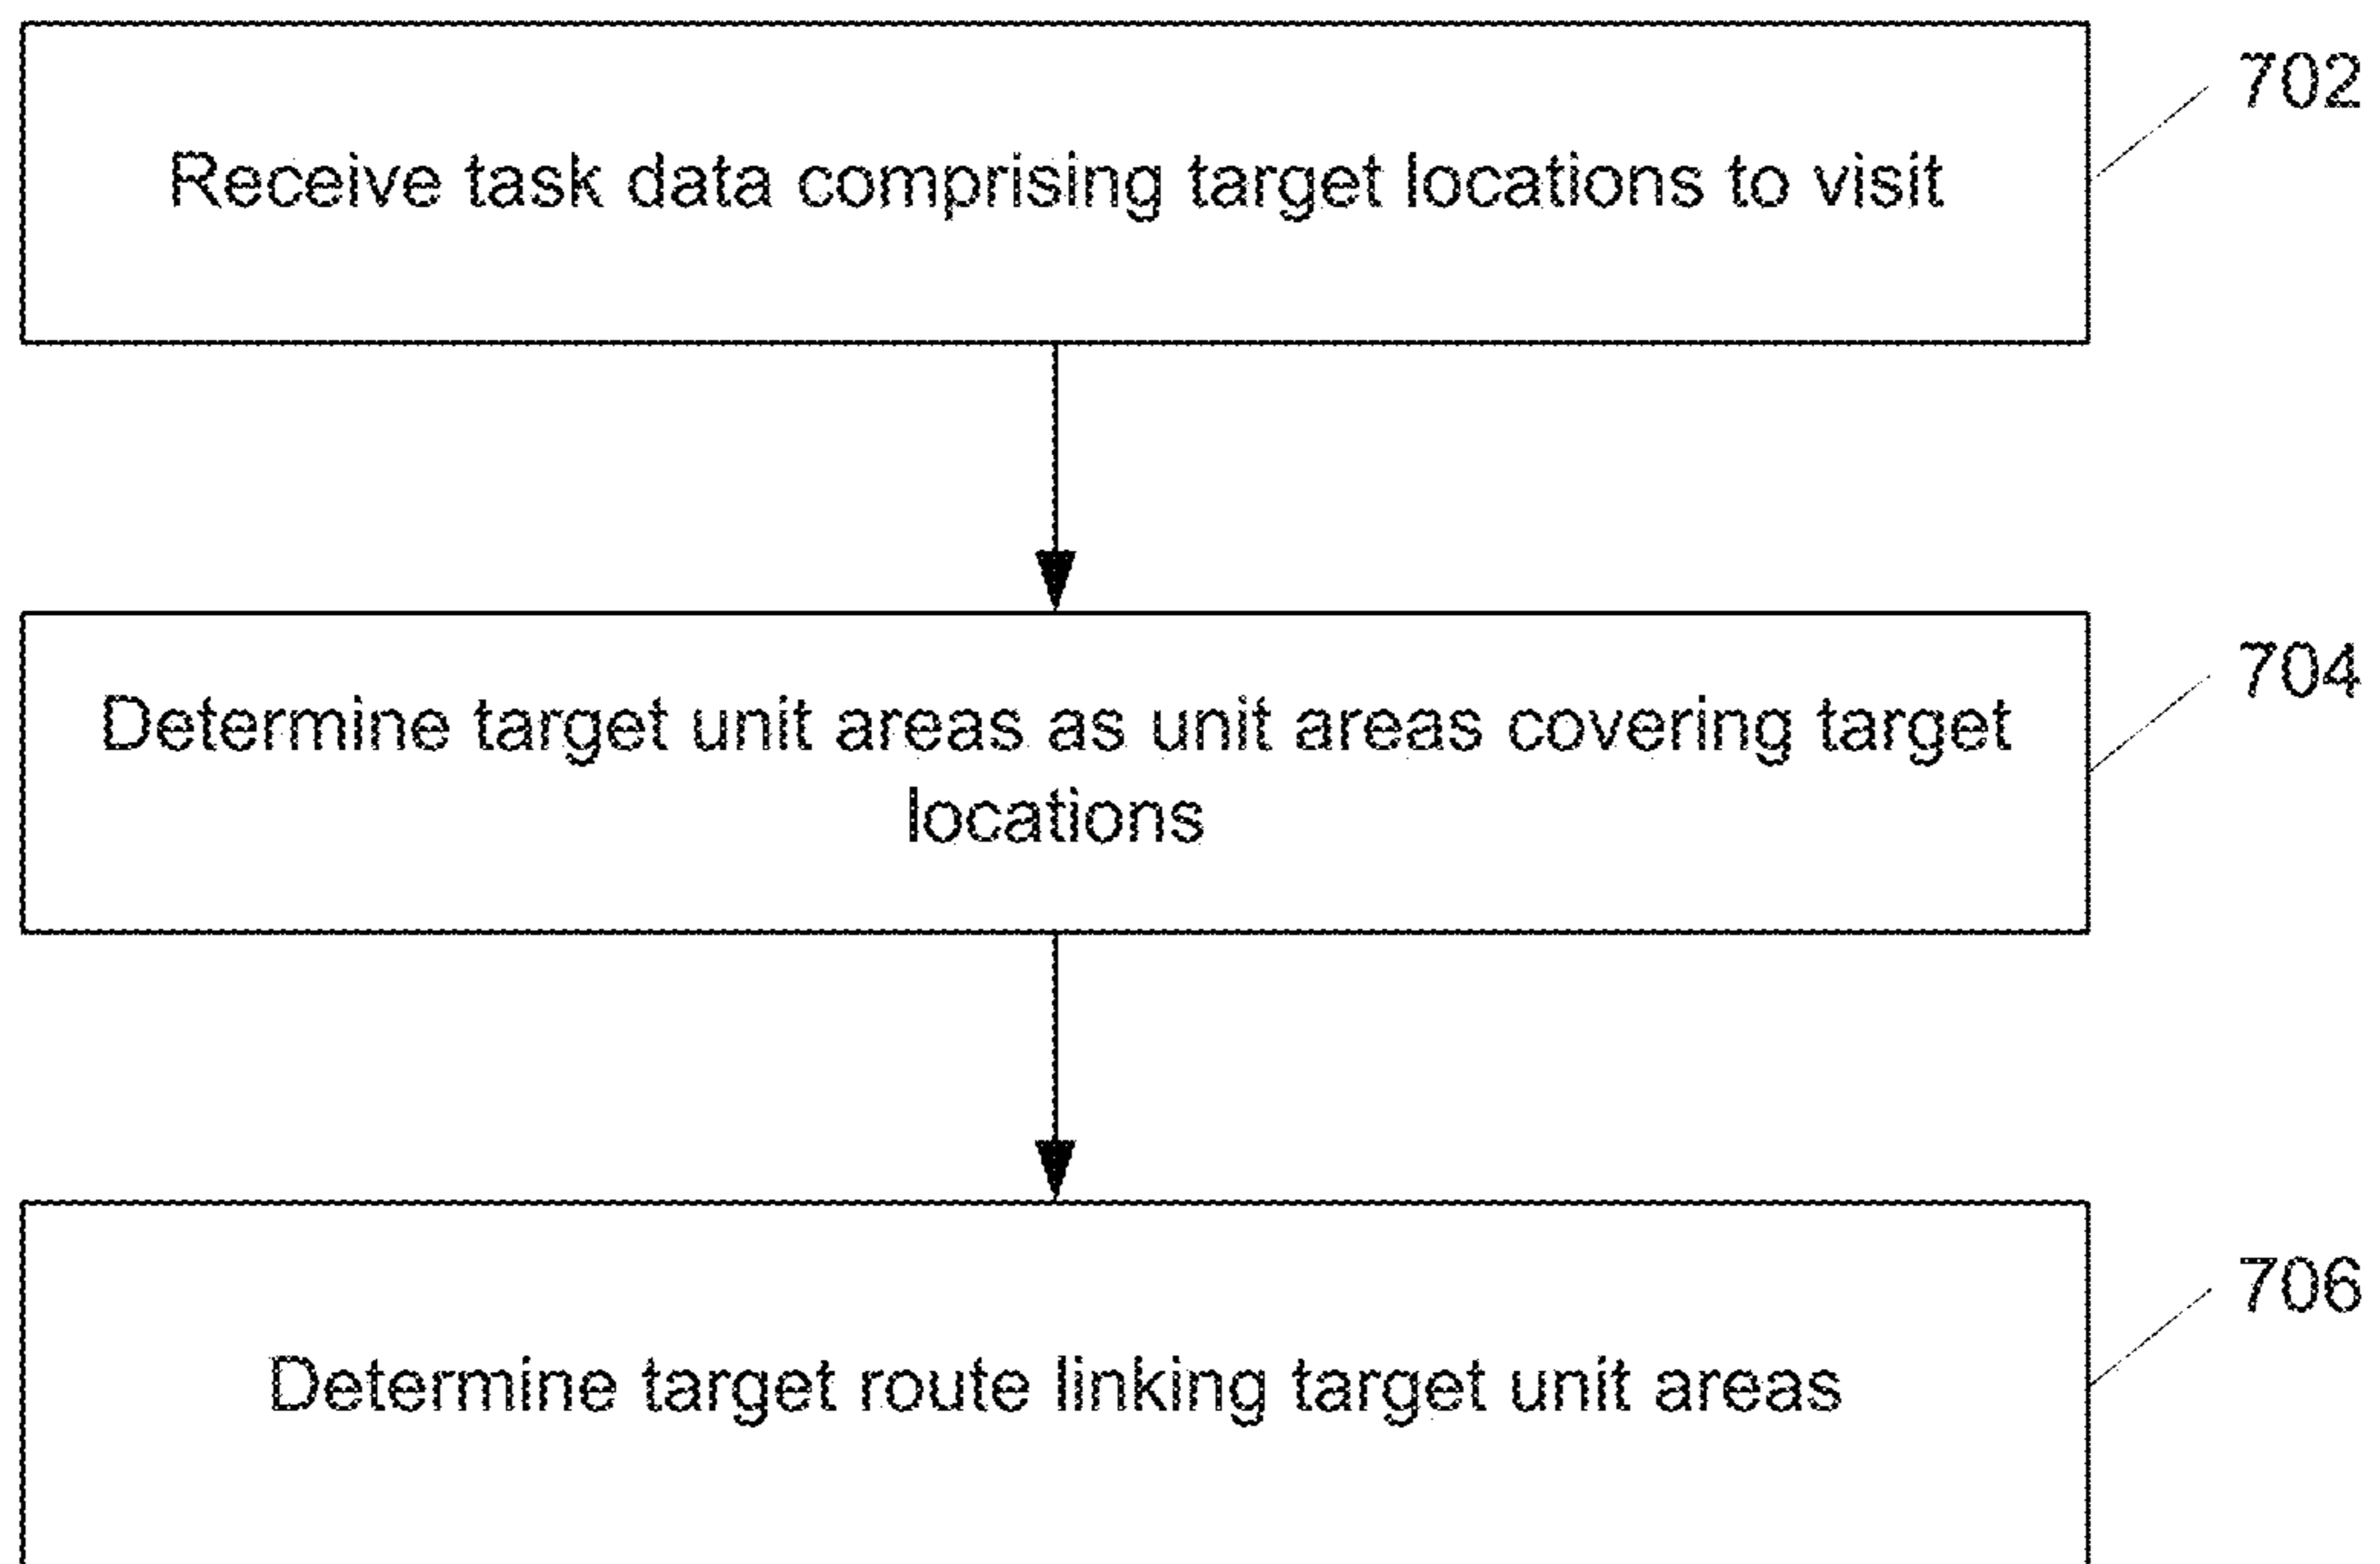 702
Receive task data comprising target locations to visit
704
Determine target unit areas as unit areas covering target
locations
706
Determine target route linking target unit areas